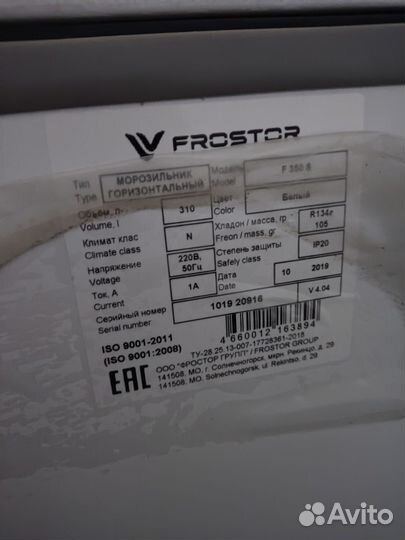 FROSTOR
Тип
Type
МОРОЗИЛЬНИК
ГОРИЗОНТАЛЬНЫЙ
Модель
Model
F 350 S
Объем, л
Volume, l
310
Цвет
Color
Белый
Климат клас
Climate class
N
Хладон / масса, гр
Freon / mass, gr
105
Напряжение
Voltage
220В,
50Гц
Степень защиты
Safely class
IP20
Ток, А
Current
1А
Дата
Date
10
2019
Серийный номер
Serial number
1019 20916
V 4.04
ISO 9001-2011
(ISO 9001:2008)
4 660012 163894
ТУ-28.25.13-007-17728361-2018
EAC
ООО "ФРОСТОР ГРУПП" / FROSTOR GROUP
141508, МО, г. Солнечногорск, мкрн. Рекинцо, д. 29
141508, MO, Solnechnogorsk, ul. Rekintso, d. 29
Avito